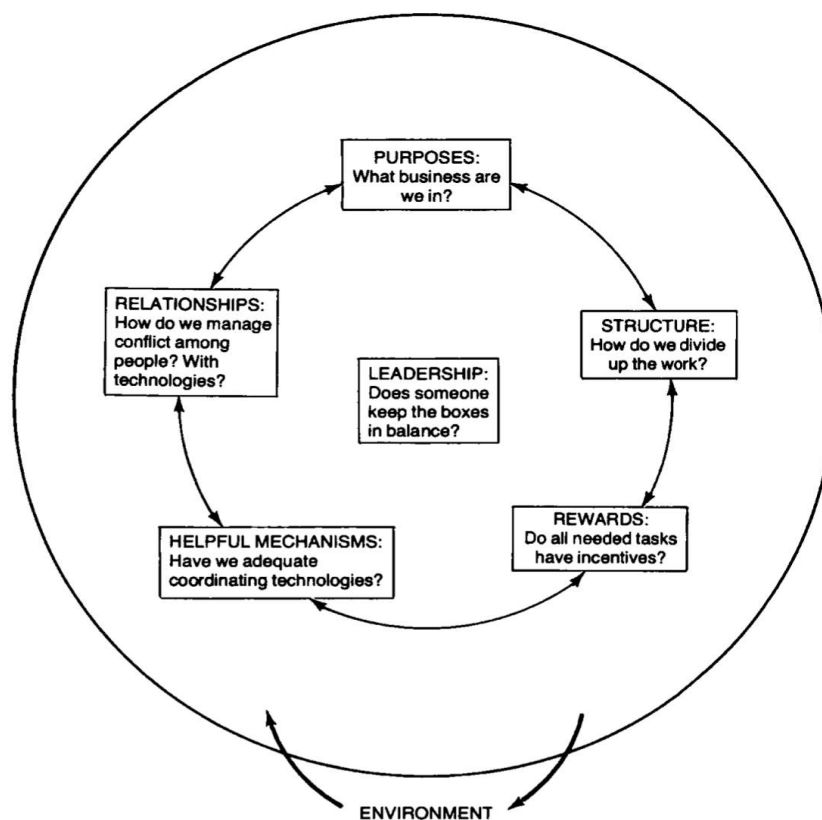 PURPOSES:
What business are
we in?
RELATIONSHIPS:
How do we manage
conflict among
people? With
technologies?
STRUCTURE:
How do we divide
up the work?
LEADERSHIP:
Does someone
keep the boxes
in balance?
HELPFUL MECHANISMS:
Have we adequate
coordinating technologies?
REWARDS:
Do all needed tasks
have incentives?
ENVIRONMENT